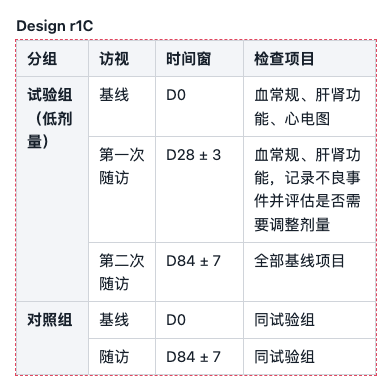 Design r1C
分组 访视 时间窗 检查项目
试验组 基线 D0 血常规、肝肾功
（低剂 能、心电图
量）
第一次 D28 ± 3 血常规、肝肾功
随访 能，记录不良事
件并评估是否需
要调整剂量
第二次 D84 ± 7 全部基线项目
随访
对照组 基线 D0 同试验组
随访 D84 ± 7 同试验组